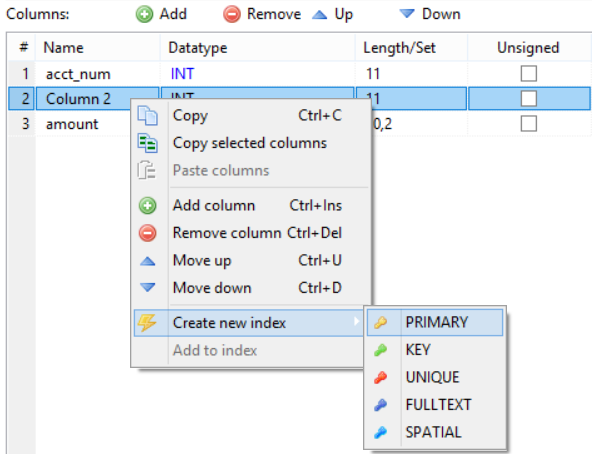 Columns: Add Remove Up Down
# Name Datatype Length/Set Unsigned
1 acct_num INT 11
2 Column 2 INT 11
3 amount 0,2
Copy Ctrl+C
Copy selected columns
Paste columns
Add column Ctrl+Ins
Remove column Ctrl+Del
Move up Ctrl+U
Move down Ctrl+D
Create new index
Add to index
PRIMARY
KEY
UNIQUE
FULLTEXT
SPATIAL